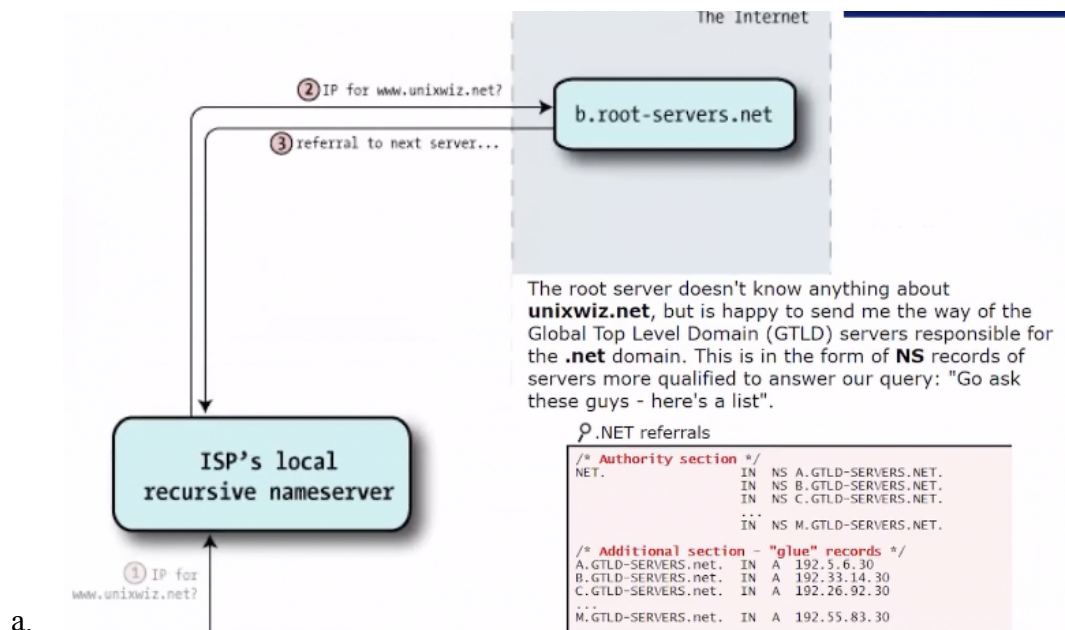 The Internet
② IP for www.unixwiz.net?
b.root-servers.net
③ referral to next server...
The root server doesn't know anything about
unixwiz.net, but is happy to send me the way of the
Global Top Level Domain (GTLD) servers responsible for
the .net domain. This is in the form of NS records of
servers more qualified to answer our query: "Go ask
these guys - here's a list".
.NET referrals
/* Authority section */
NET. IN NS A.GTLD-SERVERS.NET.
IN NS B.GTLD-SERVERS.NET.
IN NS C.GTLD-SERVERS.NET.
...
IN NS M.GTLD-SERVERS.NET.
/* Additional section - "glue" records */
A.GTLD-SERVERS.net. IN A 192.5.6.30
B.GTLD-SERVERS.net. IN A 192.33.14.30
C.GTLD-SERVERS.net. IN A 192.26.92.30
...
M.GTLD-SERVERS.net. IN A 192.55.83.30
ISP's local
recursive nameserver
① IP for
www.unixwiz.net?
a.